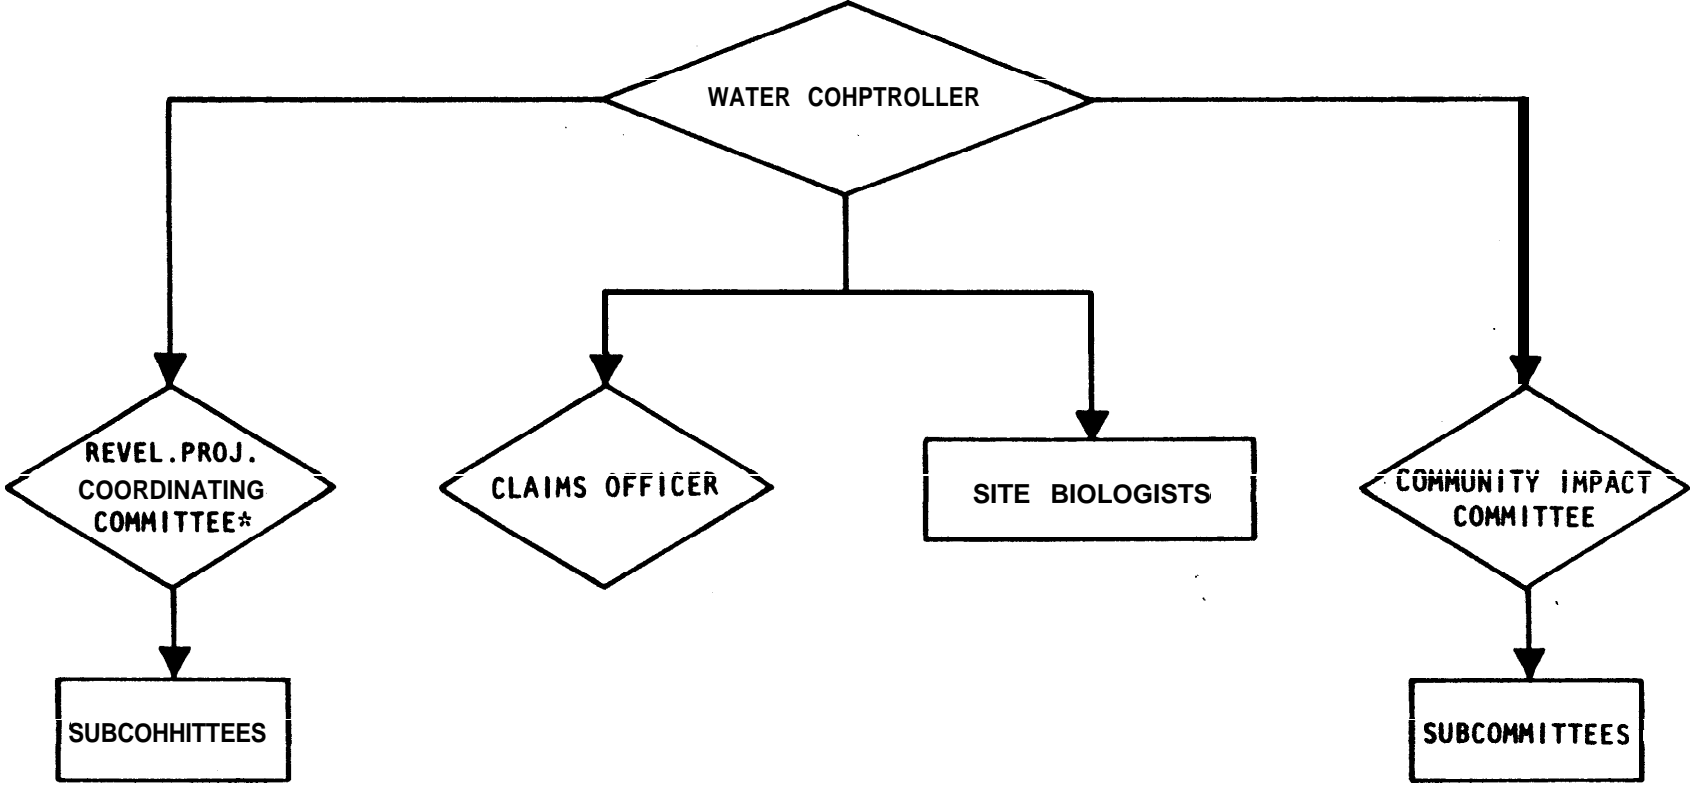 WATER COHPTROLLER
REVEL.PROJ.
COORDINATING
COMMITTEE*
CLAIMS OFFICER
SITE BIOLOGISTS
COMMUNITY IMPACT
COMMITTEE
SUBCOHHITTEES
SUBCOMMITTEES